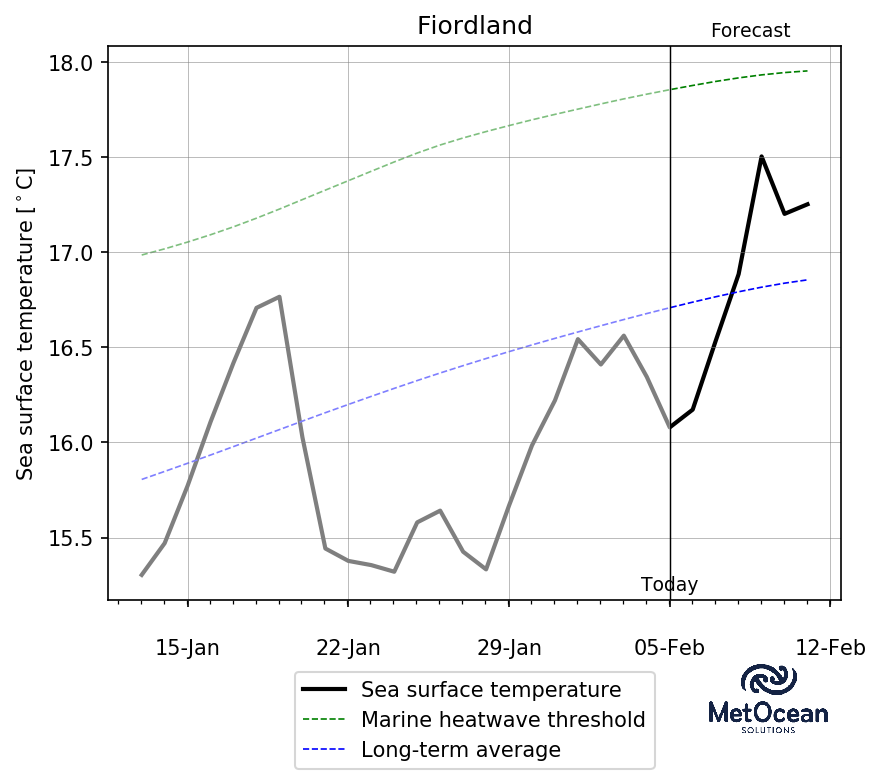 Fiordland
Forecast
Sea surface temperature [°C]
18.0
17.5
17.0
16.5
16.0
15.5
Today
15-Jan
22-Jan
29-Jan
05-Feb
12-Feb
Sea surface temperature
Marine heatwave threshold
Long-term average
MetOcean
SOLUTIONS